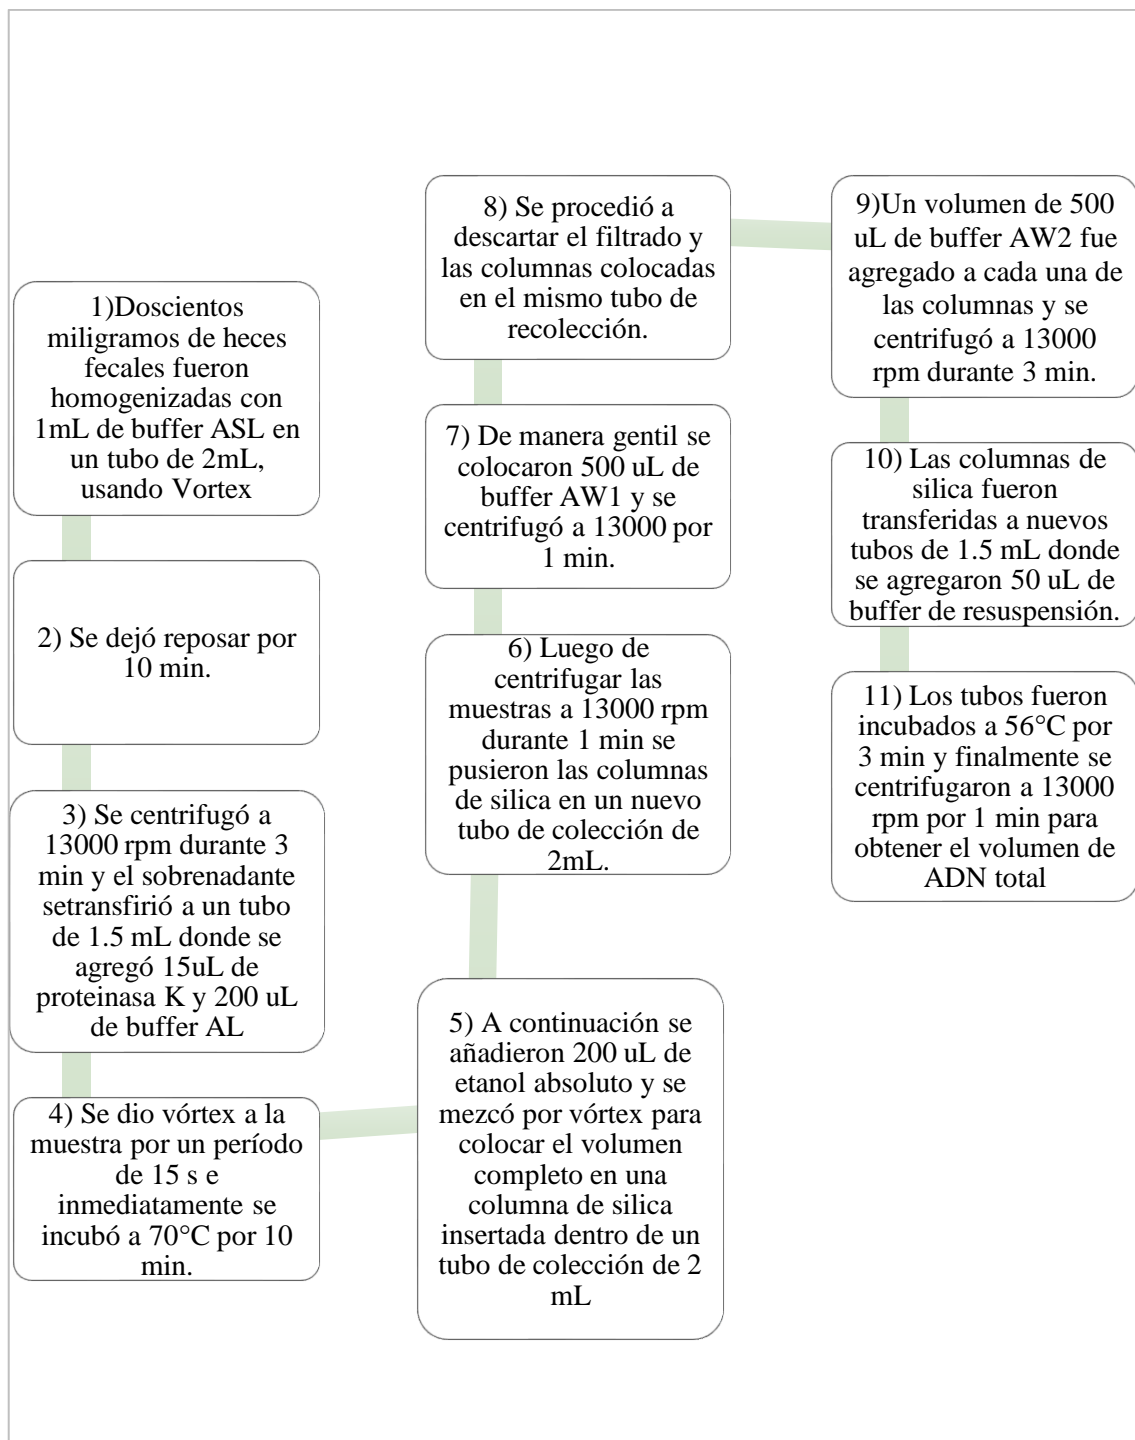 1)Doscientos
miligramos de heces
fecales fueron
homogenizadas con
1mL de buffer ASL en
un tubo de 2mL,
usando Vortex
2) Se dejó reposar por
10 min.
3) Se centrifugó a
13000 rpm durante 3
min y el sobrenadante
setransfirió a un tubo
de 1.5 mL donde se
agregó 15uL de
proteinasa K y 200 uL
de buffer AL
4) Se dio vórtex a la
muestra por un período
de 15 s e
inmediatamente se
incubó a 70°C por 10
min.
5) A continuación se
añadieron 200 uL de
etanol absoluto y se
mezcó por vórtex para
colocar el volumen
completo en una
columna de silica
insertada dentro de un
tubo de colección de 2
mL
6) Luego de
centrifugar las
muestras a 13000 rpm
durante 1 min se
pusieron las columnas
de silica en un nuevo
tubo de colección de
2mL.
7) De manera gentil se
colocaron 500 uL de
buffer AW1 y se
centrifugó a 13000 por
1 min.
8) Se procedió a
descartar el filtrado y
las columnas colocadas
en el mismo tubo de
recolección.
9)Un volumen de 500
uL de buffer AW2 fue
agregado a cada una de
las columnas y se
centrifugó a 13000
rpm durante 3 min.
10) Las columnas de
silica fueron
transferidas a nuevos
tubos de 1.5 mL donde
se agregaron 50 uL de
buffer de resuspensión.
11) Los tubos fueron
incubados a 56°C por
3 min y finalmente se
centrifugaron a 13000
rpm por 1 min para
obtener el volumen de
ADN total